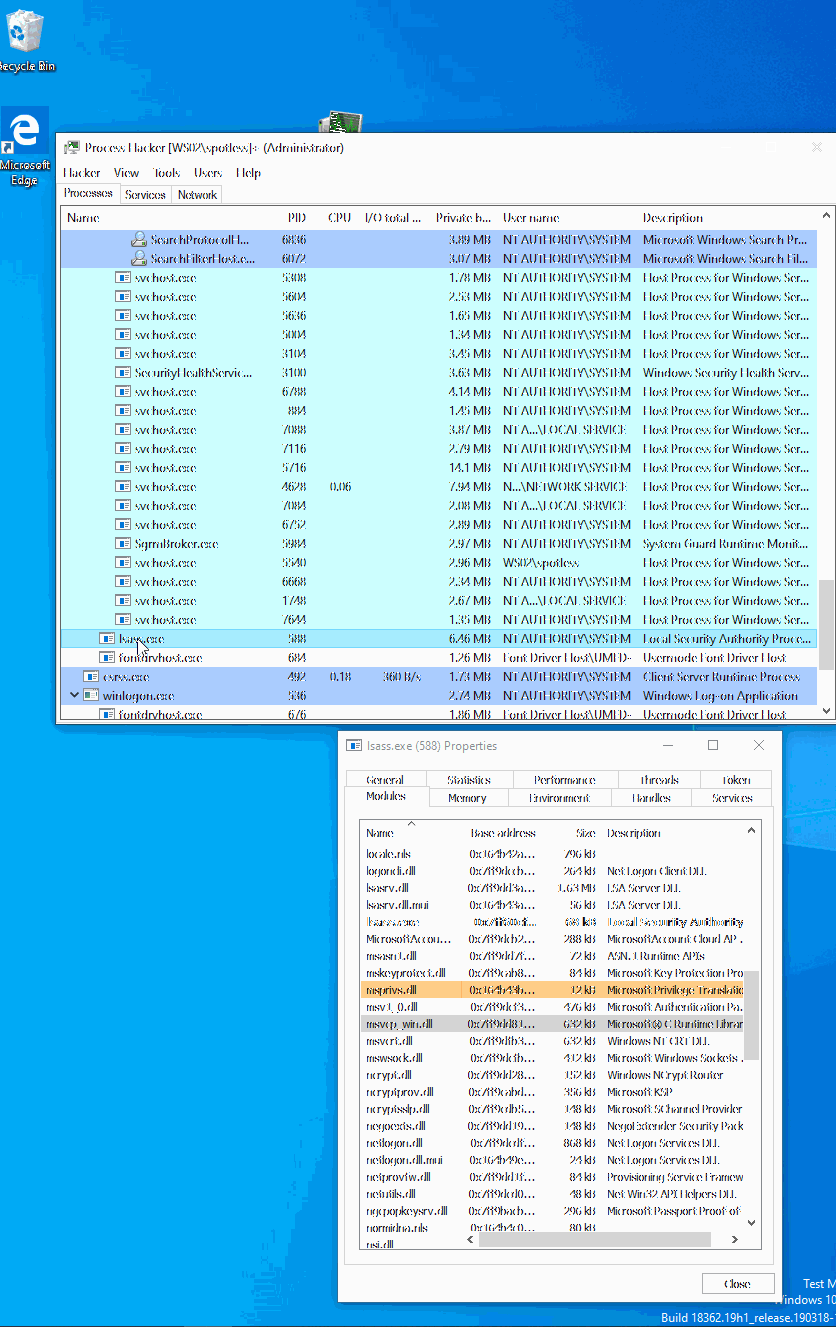 Recycle Bin
Microsoft
Edge
Process Hacker [WS02\spotless]+ (Administrator)
Hacker View Tools Users Help
Processes Services Network
Name PID CPU I/O total ... Private b... User name Description
SearchProtocolH... 6836 3.89 MB NT AUTHORITY\SYSTEM Microsoft Windows Search Pr...
SearchFilterHost.e... 6072 3.07 MB NT AUTHORITY\SYSTEM Microsoft Windows Search Fil...
svchost.exe 5308 1.78 MB NT AUTHORITY\SYSTEM Host Process for Windows Ser...
svchost.exe 5604 2.53 MB NT AUTHORITY\SYSTEM Host Process for Windows Ser...
svchost.exe 5636 1.65 MB NT AUTHORITY\SYSTEM Host Process for Windows Ser...
svchost.exe 5004 1.34 MB NT AUTHORITY\SYSTEM Host Process for Windows Ser...
svchost.exe 3104 3.45 MB NT AUTHORITY\SYSTEM Host Process for Windows Ser...
SecurityHealthServic... 3100 3.63 MB NT AUTHORITY\SYSTEM Windows Security Health Serv...
svchost.exe 6788 4.14 MB NT AUTHORITY\SYSTEM Host Process for Windows Ser...
svchost.exe 884 1.45 MB NT AUTHORITY\SYSTEM Host Process for Windows Ser...
svchost.exe 7088 3.87 MB NT A...\LOCAL SERVICE Host Process for Windows Ser...
svchost.exe 7116 2.79 MB NT AUTHORITY\SYSTEM Host Process for Windows Ser...
svchost.exe 5716 14.1 MB NT AUTHORITY\SYSTEM Host Process for Windows Ser...
svchost.exe 4628 0.06 7.94 MB N...\NETWORK SERVICE Host Process for Windows Ser...
svchost.exe 7084 2.08 MB NT A...\LOCAL SERVICE Host Process for Windows Ser...
svchost.exe 6752 2.89 MB NT AUTHORITY\SYSTEM Host Process for Windows Ser...
SgrmBroker.exe 5984 2.97 MB NT AUTHORITY\SYSTEM System Guard Runtime Monit...
svchost.exe 5540 2.96 MB WS02\spotless Host Process for Windows Ser...
svchost.exe 6668 2.34 MB NT AUTHORITY\SYSTEM Host Process for Windows Ser...
svchost.exe 1748 2.67 MB NT A...\LOCAL SERVICE Host Process for Windows Ser...
svchost.exe 7644 1.35 MB NT AUTHORITY\SYSTEM Host Process for Windows Ser...
lsass.exe 588 6.46 MB NT AUTHORITY\SYSTEM Local Security Authority Proce...
fontdrvhost.exe 684 1.26 MB Font Driver Host\UMFD- Usermode Font Driver Host
csrss.exe 492 0.18 360 B/s 1.73 MB NT AUTHORITY\SYSTEM Client Server Runtime Process
winlogon.exe 536 2.74 MB NT AUTHORITY\SYSTEM Windows Log-on Application
fontdrvhost.exe 676 1.86 MB Font Driver Host\UMFD- Usermode Font Driver Host
lsass.exe (588) Properties
General Statistics Performance Threads Token
Modules Memory Environment Handles Services
Name Base address Size Description
locale.nls 0x164b42a... 796 kB
logoncli.dll 0x7ff9dccb... 264 kB Net Logon Client DLL
lsasrv.dll 0x7ff9dd3a... 1.63 MB LSA Server DLL
lsasrv.dll.mui 0x164b43a... 56 kB LSA Server DLL
lsass.exe 68 kB Local Security Authority
MicrosoftAccou... 0x7ff9dcb2... 288 kB MicrosoftAccount Cloud AP
msasn1.dll 0x7ff9dd7f... 72 kB ASN.1 Runtime APIs
mskeyprotect.dll 0x7ff9cab8... 84 kB Microsoft Key Protection Pro
msprivs.dll 0x164b43b... 12 kB Microsoft Privilege Translatio
msv1_0.dll 0x7ff9dcf3... 476 kB Microsoft Authentication Pa.
msvcp_win.dll 0x7ff9dd81... 632 kB Microsoft® C Runtime Librar
msvcrt.dll 0x7ff9dfb3... 632 kB Windows NT CRT DLL
mswsock.dll 0x7ff9dcfb... 412 kB Microsoft Windows Sockets
ncrypt.dll 0x7ff9dd28... 152 kB Windows NCrypt Router
ncryptprov.dll 0x7ff9cabd... 356 kB Microsoft KSP
ncryptsslp.dll 0x7ff9cdb5... 148 kB Microsoft SChannel Provider
negoexts.dll 0x7ff9dd19... 148 kB NegoExtender Security Pack
netlogon.dll 0x7ff9dcdf... 868 kB Net Logon Services DLL
netlogon.dll.mui 0x164b49e... 24 kB Net Logon Services DLL
netprovfw.dll 0x7ff9dd1f... 84 kB Provisioning Service Framew
netutils.dll 0x7ff9dcd0... 48 kB Net Win32 API Helpers DLL
ngcpopkeysrv.dll 0x7ff9bacb... 296 kB Microsoft Passport Proof-of
normidna.nls 0x164b4c0... 80 kB
nsi.dll
Close
Test M
Windows 10
Build 18362.19h1_release.190318-